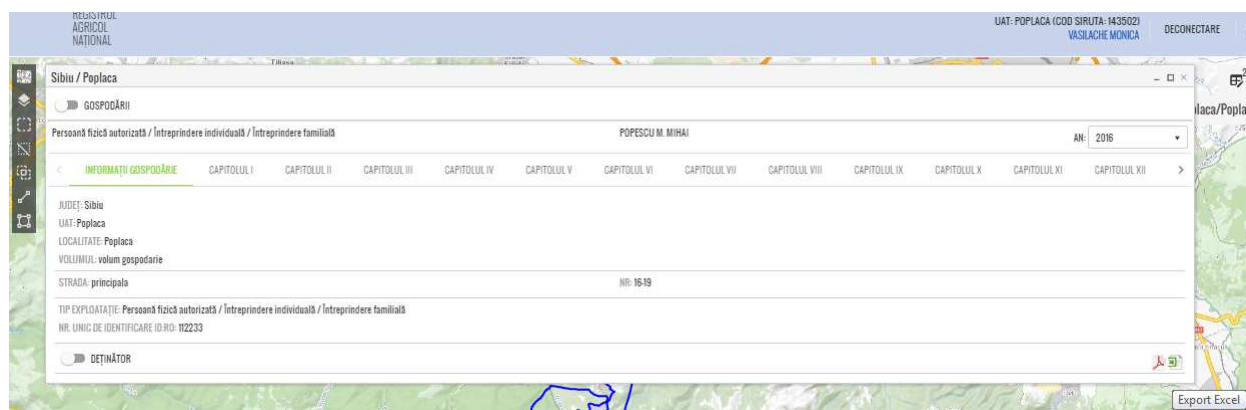 REGISTRUL
AGRICOL
NAȚIONAL
UAT: POPLACA (COD SIRUTA: 143502)
VASILACHE MONICA
DECONECTARE
Sibiu / Poplaca
GOSPODĂRII
Persoană fizică autorizată / Întreprindere individuală / Întreprindere familială POPESCU M. MIHAI AN: 2016
INFORMAȚII GOSPODĂRIE CAPITOLUL I CAPITOLUL II CAPITOLUL III CAPITOLUL IV CAPITOLUL V CAPITOLUL VI CAPITOLUL VII CAPITOLUL VIII CAPITOLUL IX CAPITOLUL X CAPITOLUL XI CAPITOLUL XII
JUDEȚ: Sibiu
UAT: Poplaca
LOCALITATE: Poplaca
VOLUMUL: volum gospodarie
STRADA: principala NR: 16-19
TIP EXPLOATAȚIE: Persoană fizică autorizată / Întreprindere individuală / Întreprindere familială
NR. UNIC DE IDENTIFICARE ID.RO: 112233
DEȚINĂTOR
Export Excel